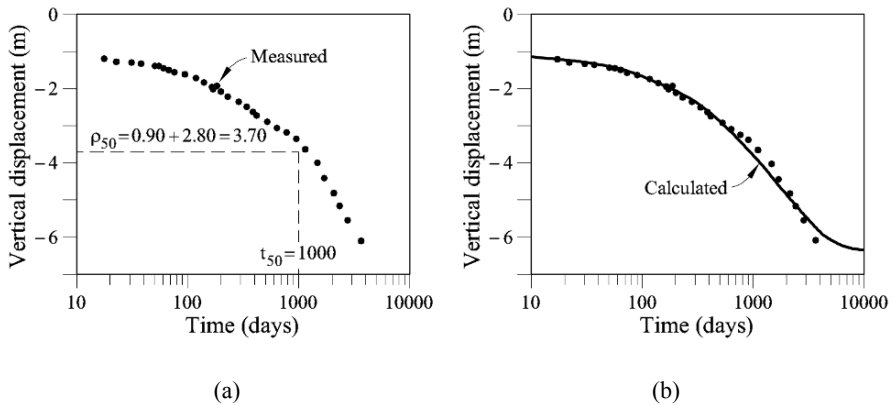 0
−2
−4
−6
Vertical displacement (m)
Measured
ρ50 = 0.90 + 2.80 = 3.70
t50 = 1000
10
100
1000
10000
Time (days)
(a)
0
−2
−4
−6
Vertical displacement (m)
Calculated
10
100
1000
10000
Time (days)
(b)